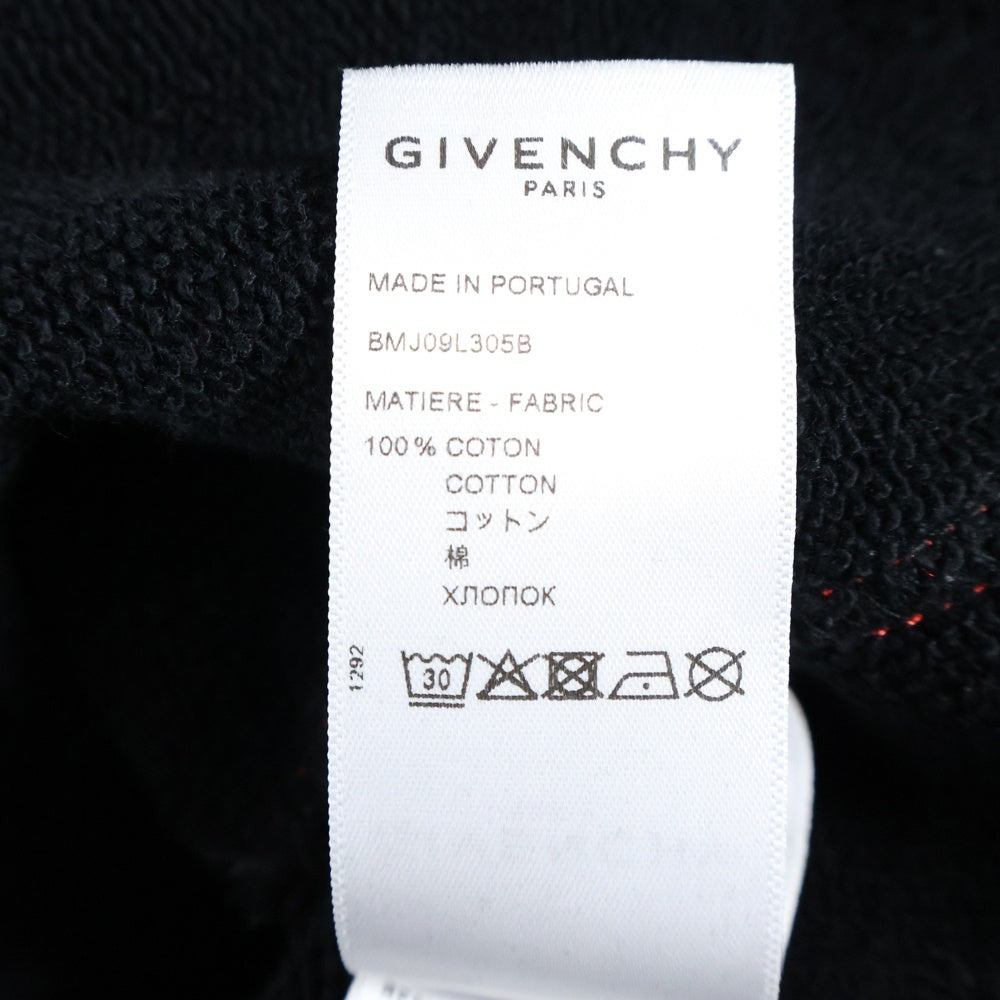 GIVENCHY
PARIS
MADE IN PORTUGAL
BMJ09L305B
MATIERE - FABRIC
100% COTON
COTTON
コットン
棉
ХЛОПОК
1292
30